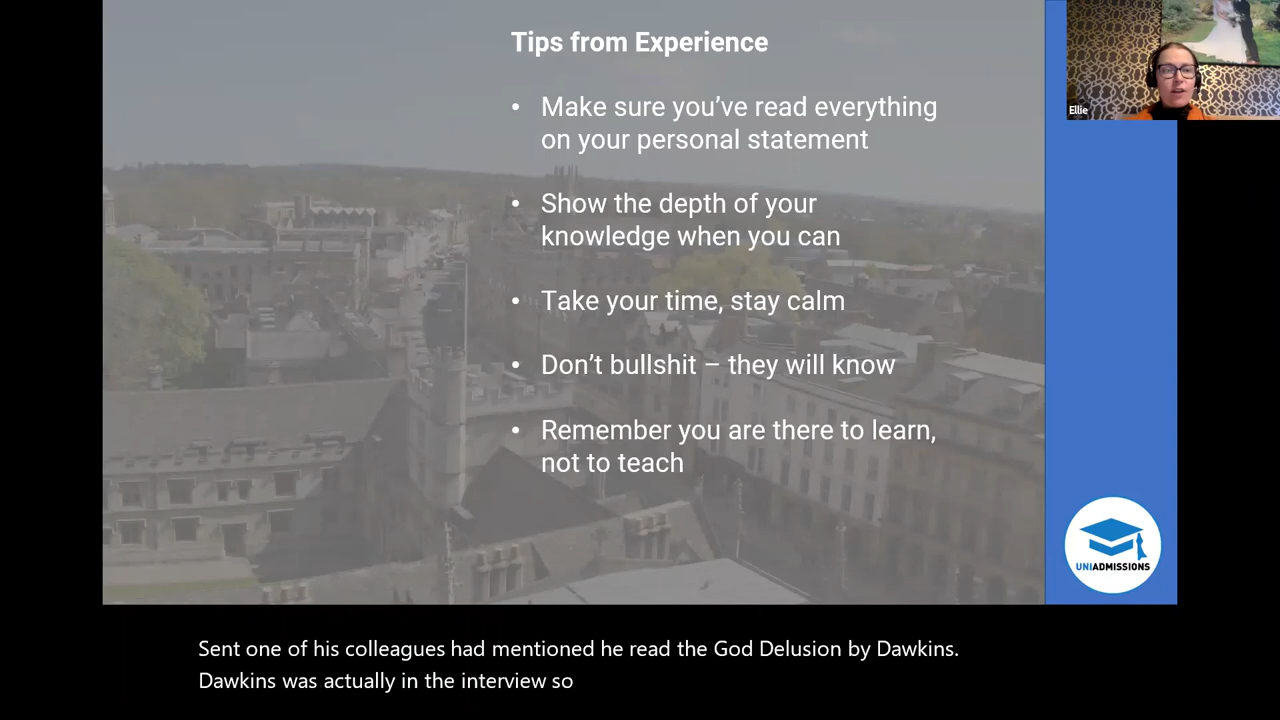 Tips from Experience
• Make sure you’ve read everything
on your personal statement
• Show the depth of your
knowledge when you can
• Take your time, stay calm
• Don’t bullshit – they will know
• Remember you are there to learn,
not to teach
Ellie
UNIADMISSIONS
Sent one of his colleagues had mentioned he read the God Delusion by Dawkins.
Dawkins was actually in the interview so